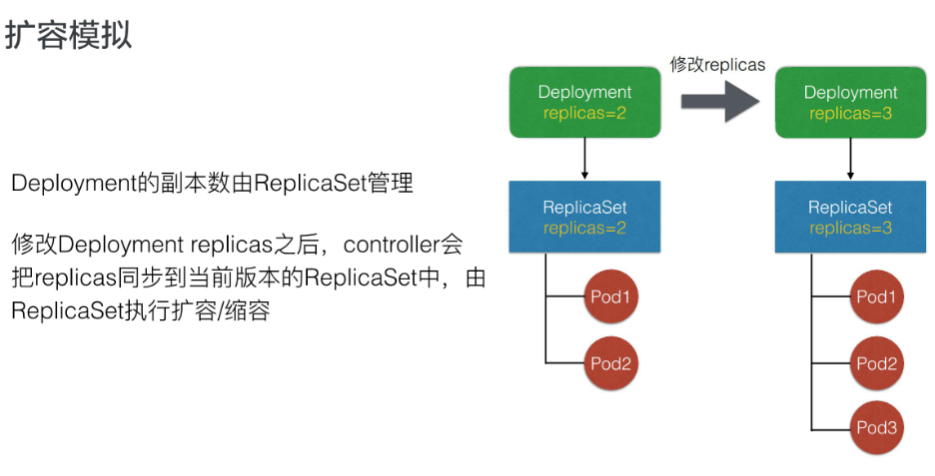 扩容模拟
Deployment的副本数由ReplicaSet管理
修改Deployment replicas之后，controller会
把replicas同步到当前版本的ReplicaSet中，由
ReplicaSet执行扩容/缩容
修改replicas
Deployment
replicas=2
ReplicaSet
replicas=2
Pod1
Pod2
Deployment
replicas=3
ReplicaSet
replicas=3
Pod1
Pod2
Pod3